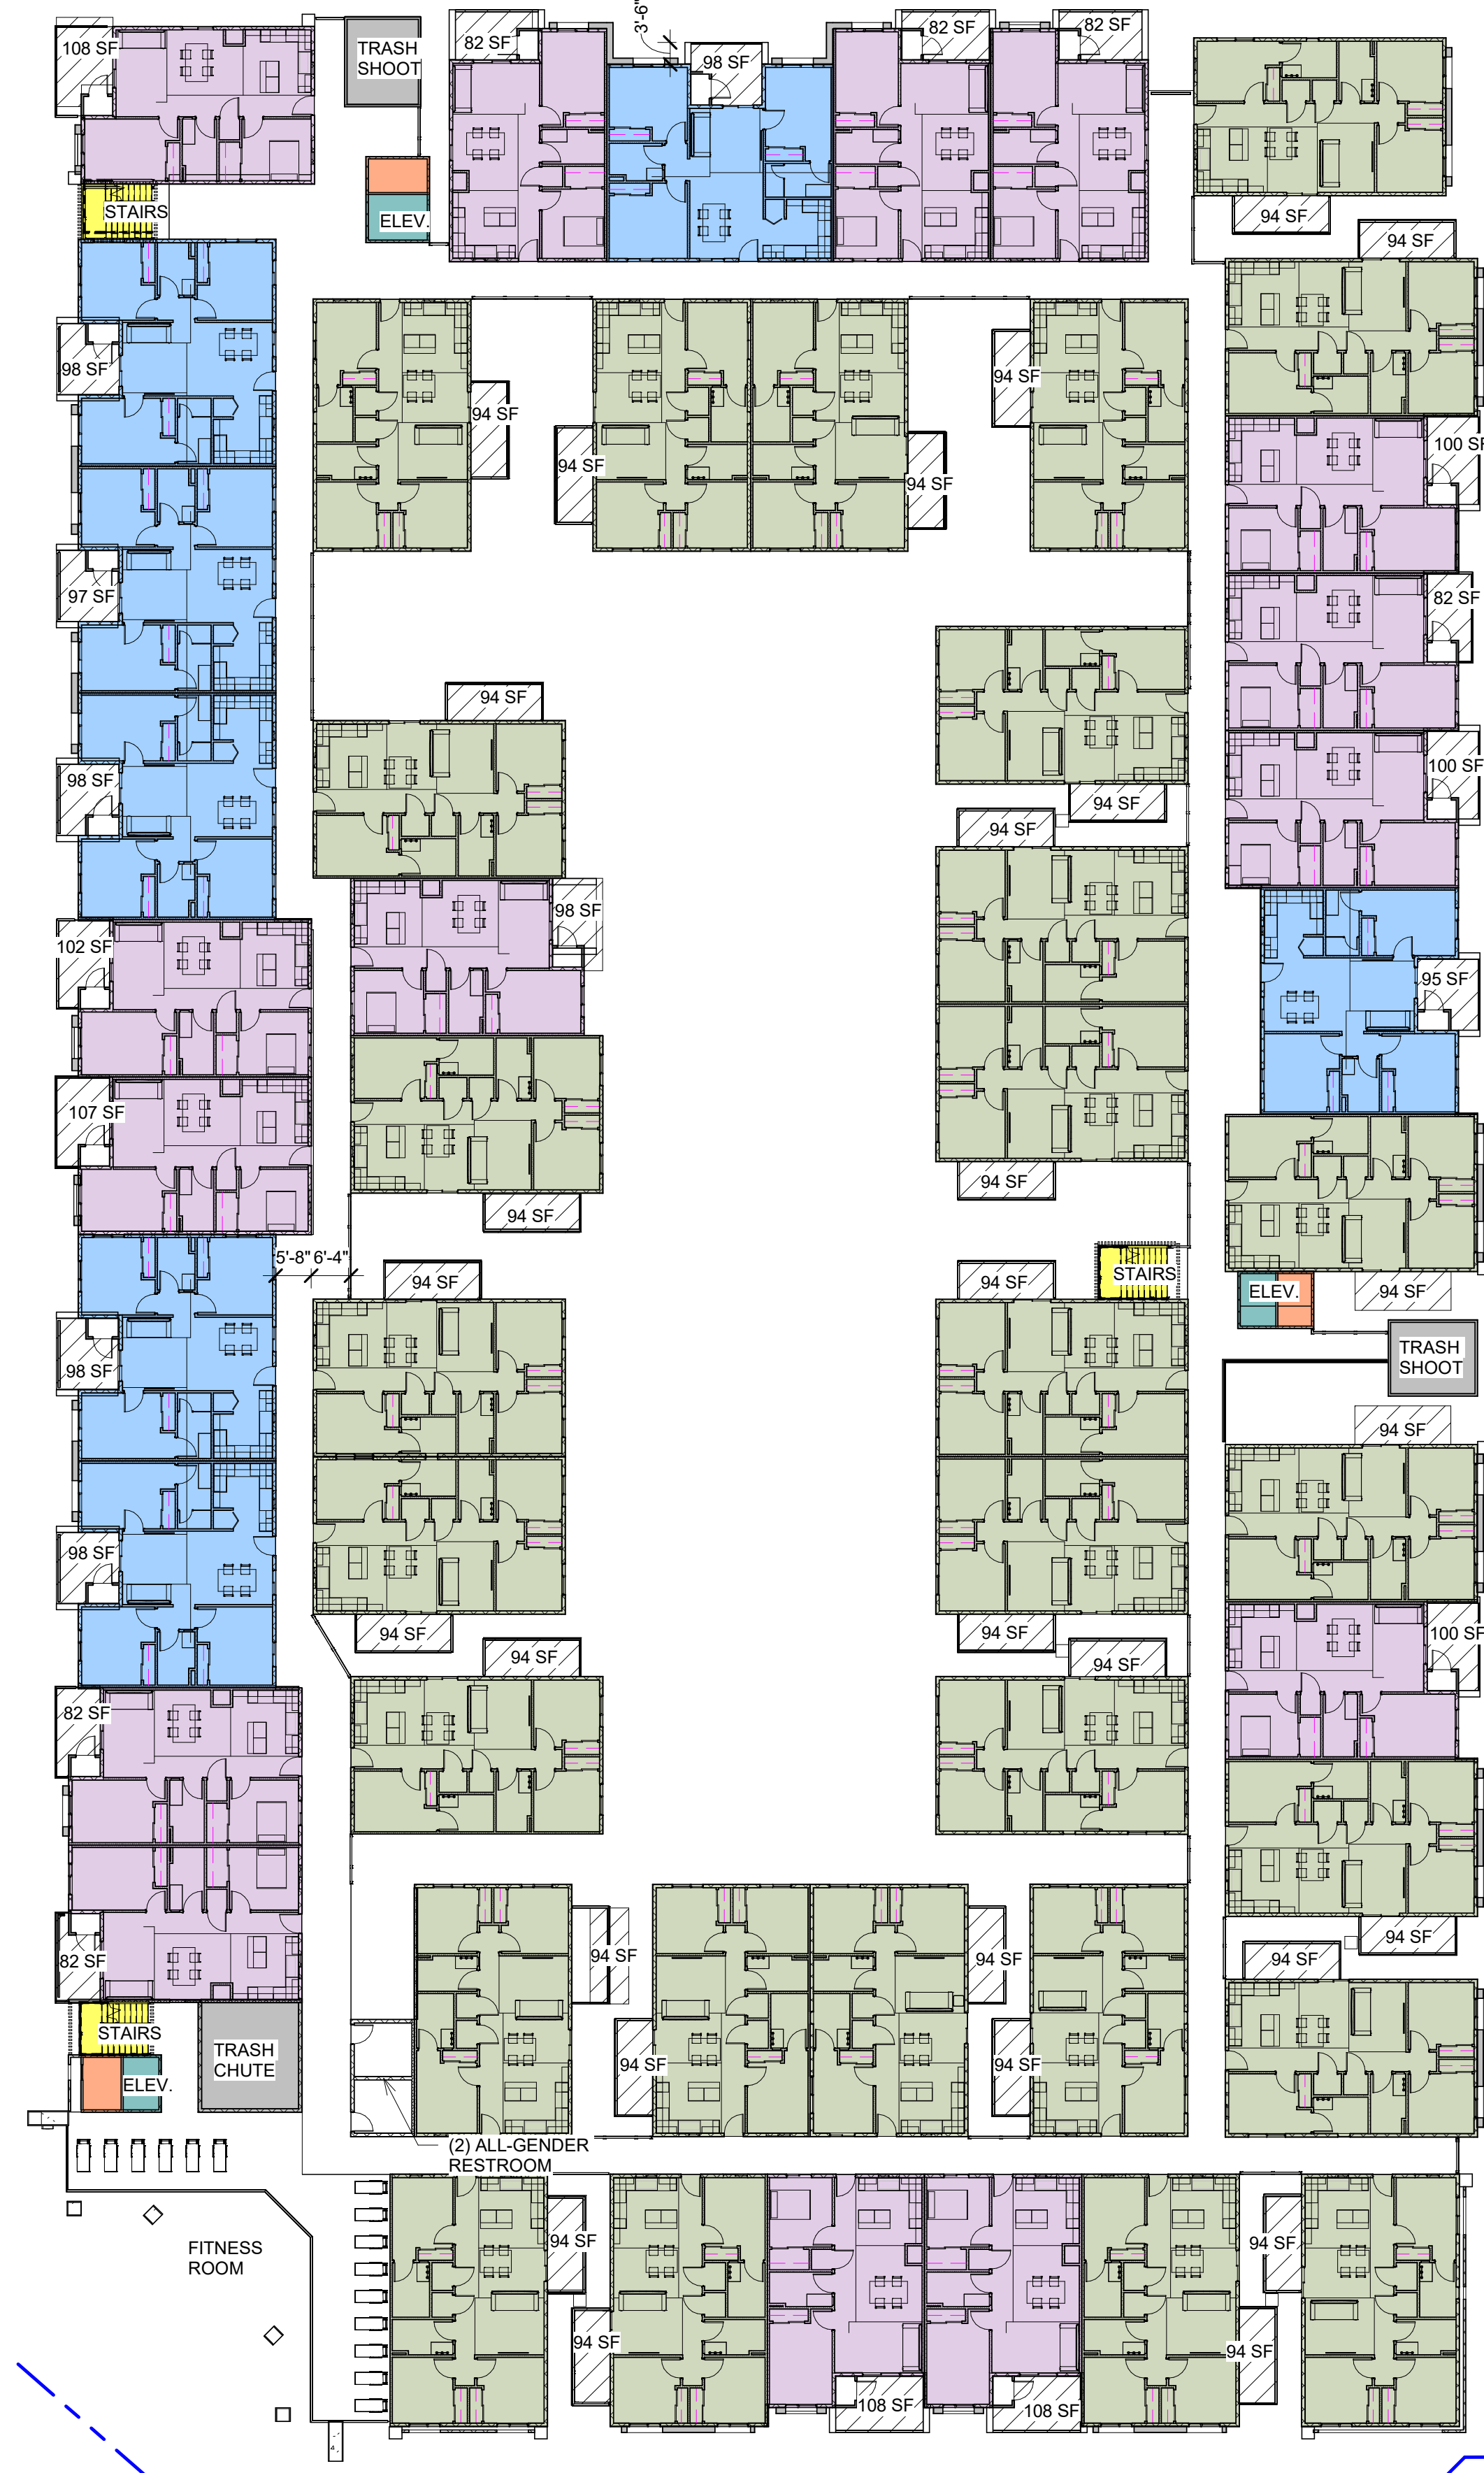 3'-6"
108 SF
TRASH
SHOOT
82 SF
98 SF
82 SF
82 SF
STAIRS
ELEV.
94 SF
94 SF
98 SF
94 SF
94 SF
94 SF
94 SF
100 SF
97 SF
82 SF
94 SF
98 SF
94 SF
94 SF
100 SF
102 SF
98 SF
95 SF
107 SF
94 SF
94 SF
5'-8"
6'-4"
94 SF
94 SF
STAIRS
ELEV.
94 SF
98 SF
TRASH
SHOOT
94 SF
98 SF
94 SF
94 SF
94 SF
94 SF
100 SF
82 SF
82 SF
94 SF
94 SF
94 SF
94 SF
STAIRS
TRASH
CHUTE
ELEV.
94 SF
94 SF
(2) ALL-GENDER
RESTROOM
FITNESS
ROOM
94 SF
94 SF
94 SF
94 SF
108 SF
108 SF